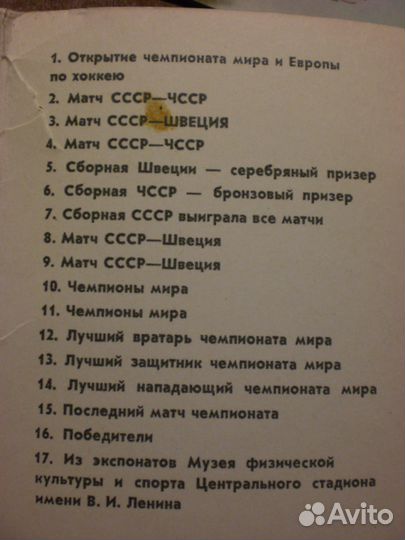 1. Открытие чемпионата мира и Европы
по хоккею
2. Матч СССР—ЧССР
3. Матч СССР—ШВЕЦИЯ
4. Матч СССР—ЧССР
5. Сборная Швеции — серебряный призер
6. Сборная ЧССР — бронзовый призер
7. Сборная СССР выиграла все матчи
8. Матч СССР—Швеция
9. Матч СССР—Швеция
10. Чемпионы мира
11. Чемпионы мира
12. Лучший вратарь чемпионата мира
13. Лучший защитник чемпионата мира
14. Лучший нападающий чемпионата мира
15. Последний матч чемпионата
16. Победители
17. Из экспонатов Музея физической
культуры и спорта Центрального стадиона
имени В. И. Ленина
Avito